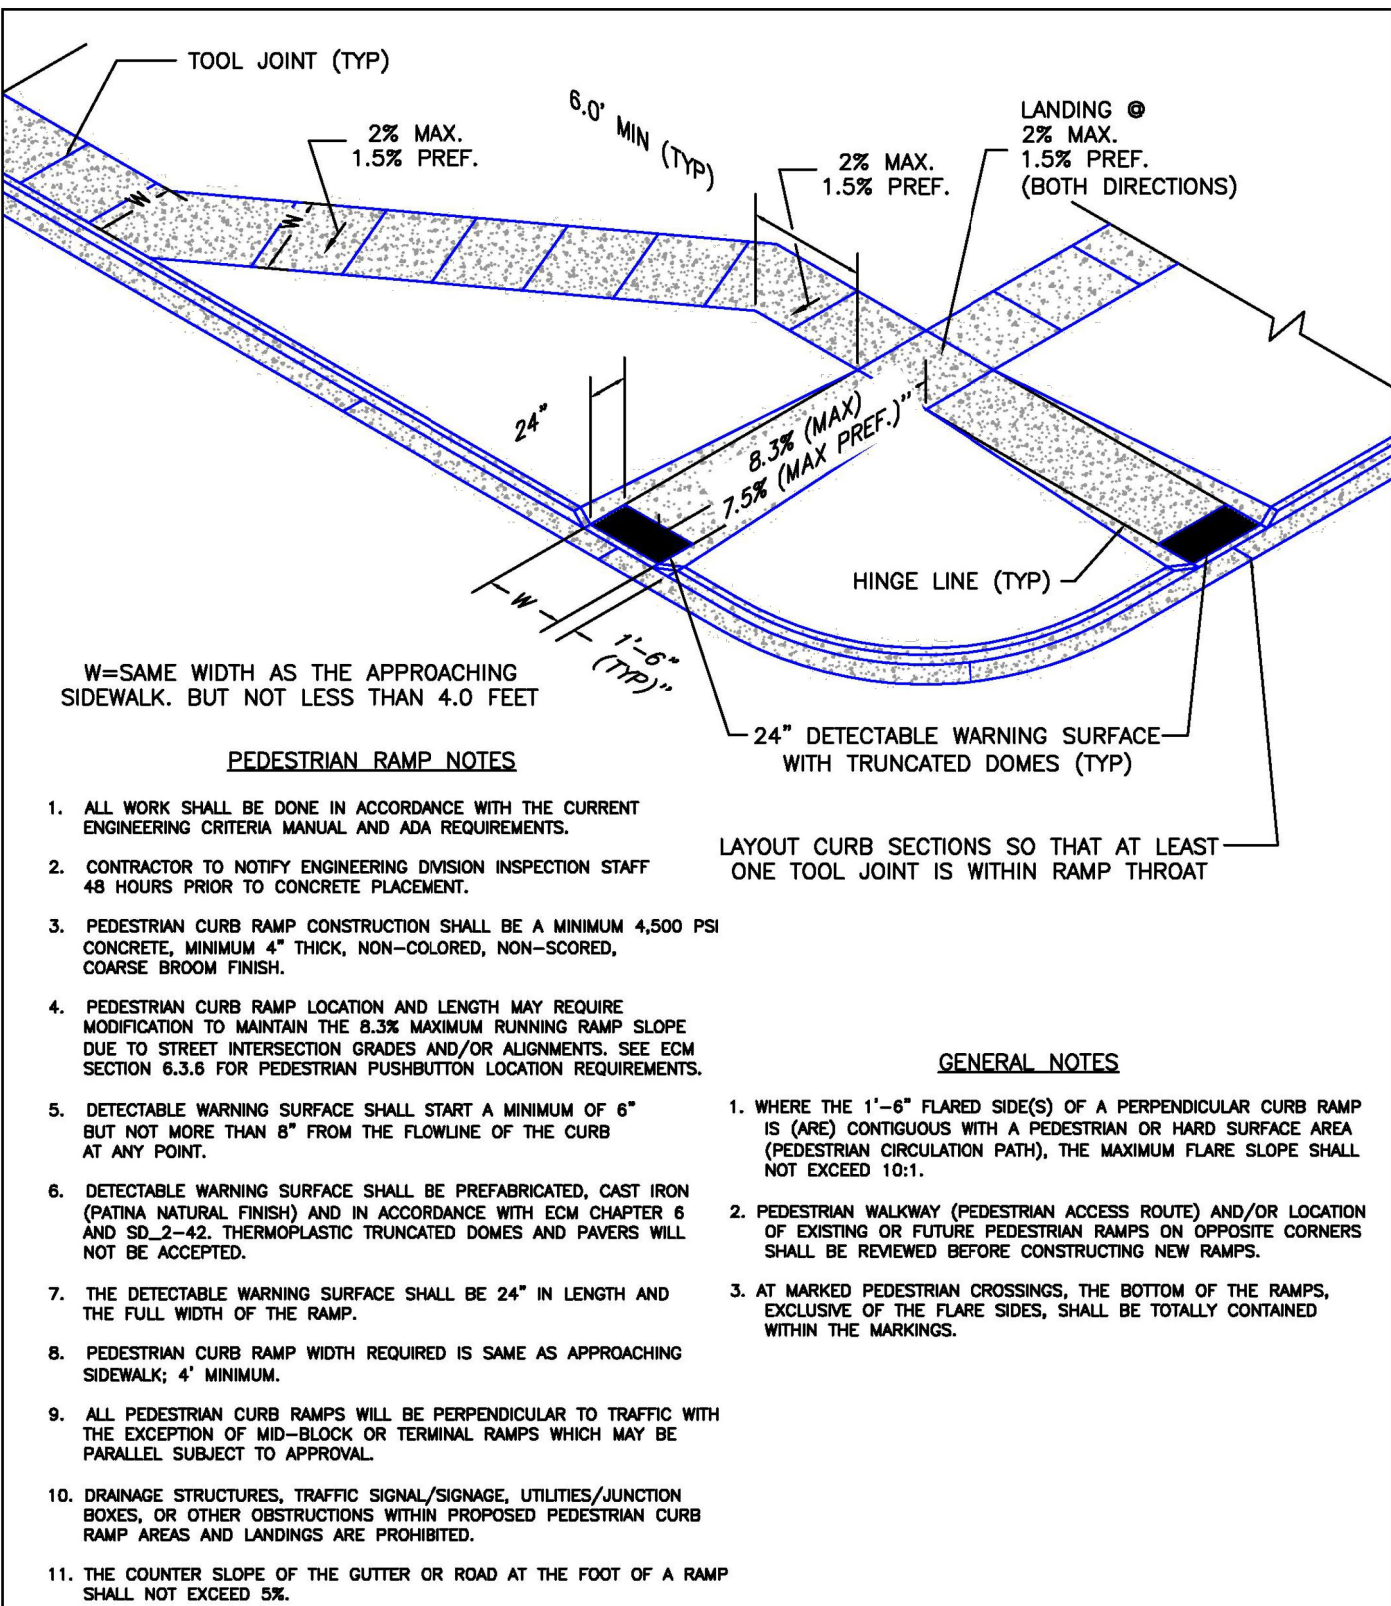 TOOL JOINT (TYP)
2% MAX.
1.5% PREF.
6.0' MIN (TYP)
2% MAX.
1.5% PREF.
LANDING @
2% MAX.
1.5% PREF.
(BOTH DIRECTIONS)
W
W
24"
8.3% (MAX)
7.5% (MAX PREF.)"
HINGE LINE (TYP)
W
1'-6"
(TYP)"
W=SAME WIDTH AS THE APPROACHING
SIDEWALK. BUT NOT LESS THAN 4.0 FEET
24" DETECTABLE WARNING SURFACE
WITH TRUNCATED DOMES (TYP)
LAYOUT CURB SECTIONS SO THAT AT LEAST
ONE TOOL JOINT IS WITHIN RAMP THROAT
PEDESTRIAN RAMP NOTES
1. ALL WORK SHALL BE DONE IN ACCORDANCE WITH THE CURRENT
ENGINEERING CRITERIA MANUAL AND ADA REQUIREMENTS.
2. CONTRACTOR TO NOTIFY ENGINEERING DIVISION INSPECTION STAFF
48 HOURS PRIOR TO CONCRETE PLACEMENT.
3. PEDESTRIAN CURB RAMP CONSTRUCTION SHALL BE A MINIMUM 4,500 PSI
CONCRETE, MINIMUM 4" THICK, NON-COLORED, NON-SCORED,
COARSE BROOM FINISH.
4. PEDESTRIAN CURB RAMP LOCATION AND LENGTH MAY REQUIRE
MODIFICATION TO MAINTAIN THE 8.3% MAXIMUM RUNNING RAMP SLOPE
DUE TO STREET INTERSECTION GRADES AND/OR ALIGNMENTS. SEE ECM
SECTION 6.3.6 FOR PEDESTRIAN PUSHBUTTON LOCATION REQUIREMENTS.
5. DETECTABLE WARNING SURFACE SHALL START A MINIMUM OF 6"
BUT NOT MORE THAN 8" FROM THE FLOWLINE OF THE CURB
AT ANY POINT.
6. DETECTABLE WARNING SURFACE SHALL BE PREFABRICATED, CAST IRON
(PATINA NATURAL FINISH) AND IN ACCORDANCE WITH ECM CHAPTER 6
AND SD_2-42. THERMOPLASTIC TRUNCATED DOMES AND PAVERS WILL
NOT BE ACCEPTED.
7. THE DETECTABLE WARNING SURFACE SHALL BE 24" IN LENGTH AND
THE FULL WIDTH OF THE RAMP.
8. PEDESTRIAN CURB RAMP WIDTH REQUIRED IS SAME AS APPROACHING
SIDEWALK; 4' MINIMUM.
9. ALL PEDESTRIAN CURB RAMPS WILL BE PERPENDICULAR TO TRAFFIC WITH
THE EXCEPTION OF MID-BLOCK OR TERMINAL RAMPS WHICH MAY BE
PARALLEL SUBJECT TO APPROVAL.
10. DRAINAGE STRUCTURES, TRAFFIC SIGNAL/SIGNAGE, UTILITIES/JUNCTION
BOXES, OR OTHER OBSTRUCTIONS WITHIN PROPOSED PEDESTRIAN CURB
RAMP AREAS AND LANDINGS ARE PROHIBITED.
11. THE COUNTER SLOPE OF THE GUTTER OR ROAD AT THE FOOT OF A RAMP
SHALL NOT EXCEED 5%.
GENERAL NOTES
1. WHERE THE 1'-6" FLARED SIDE(S) OF A PERPENDICULAR CURB RAMP
IS (ARE) CONTIGUOUS WITH A PEDESTRIAN OR HARD SURFACE AREA
(PEDESTRIAN CIRCULATION PATH), THE MAXIMUM FLARE SLOPE SHALL
NOT EXCEED 10:1.
2. PEDESTRIAN WALKWAY (PEDESTRIAN ACCESS ROUTE) AND/OR LOCATION
OF EXISTING OR FUTURE PEDESTRIAN RAMPS ON OPPOSITE CORNERS
SHALL BE REVIEWED BEFORE CONSTRUCTING NEW RAMPS.
3. AT MARKED PEDESTRIAN CROSSINGS, THE BOTTOM OF THE RAMPS,
EXCLUSIVE OF THE FLARE SIDES, SHALL BE TOTALLY CONTAINED
WITHIN THE MARKINGS.